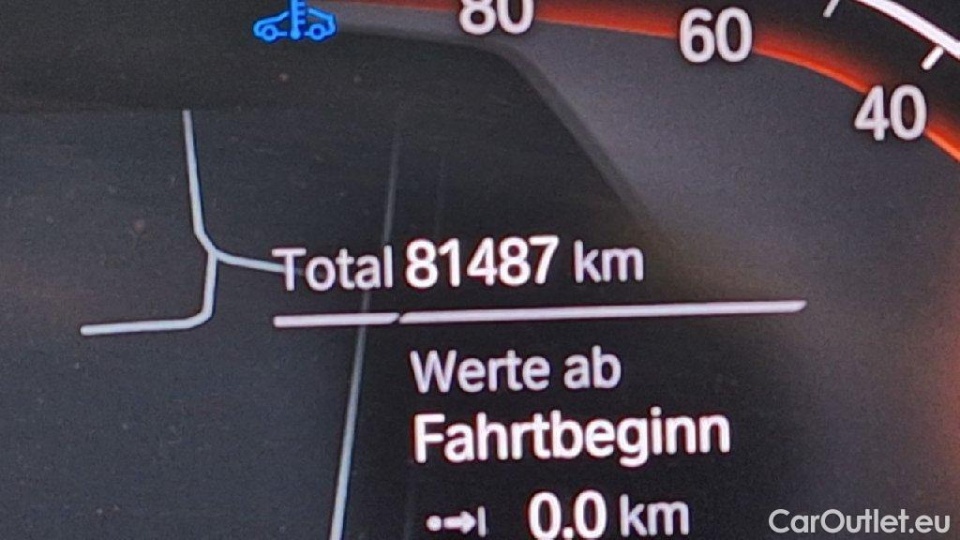 80
60
40
Total 81487 km
Werte ab
Fahrtbeginn
0.0 km
CarOutlet.eu